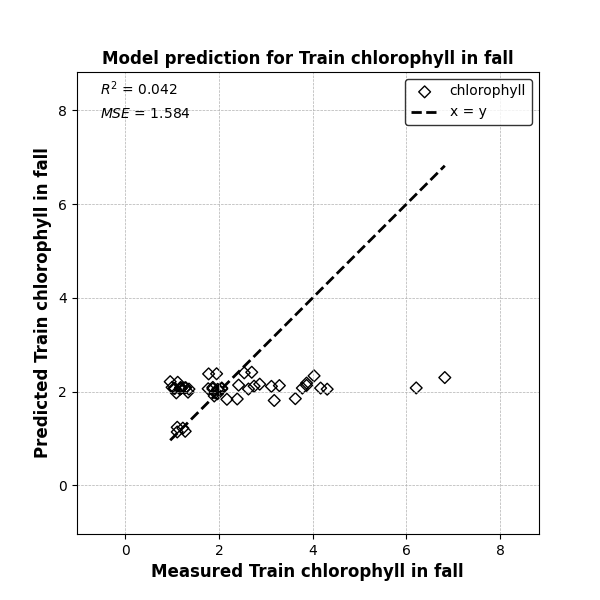 Model prediction for Train chlorophyll in fall
R² = 0.042
MSE = 1.584
chlorophyll
x = y
8
6
4
2
0
Predicted Train chlorophyll in fall
0 2 4 6 8
Measured Train chlorophyll in fall